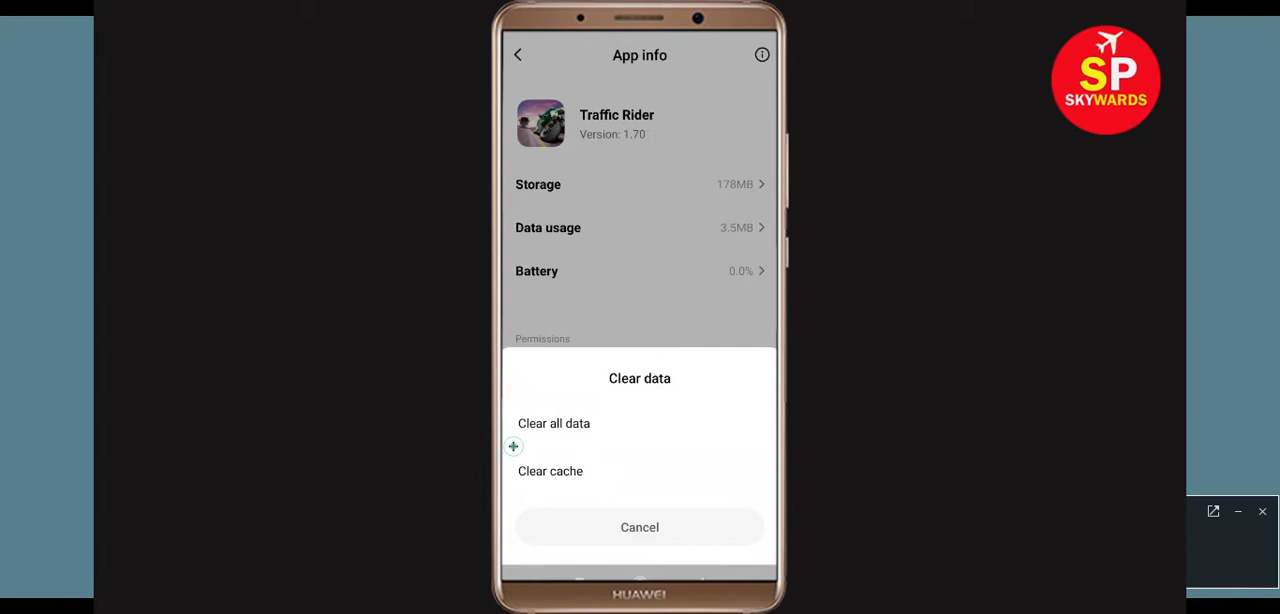 App info
Traffic Rider
Version: 1.70
Storage 178MB
Data usage 3.5MB
Battery 0.0%
Permissions
Clear data
Clear all data
Clear cache
Cancel
HUAWEI
SP
SKYWARDS